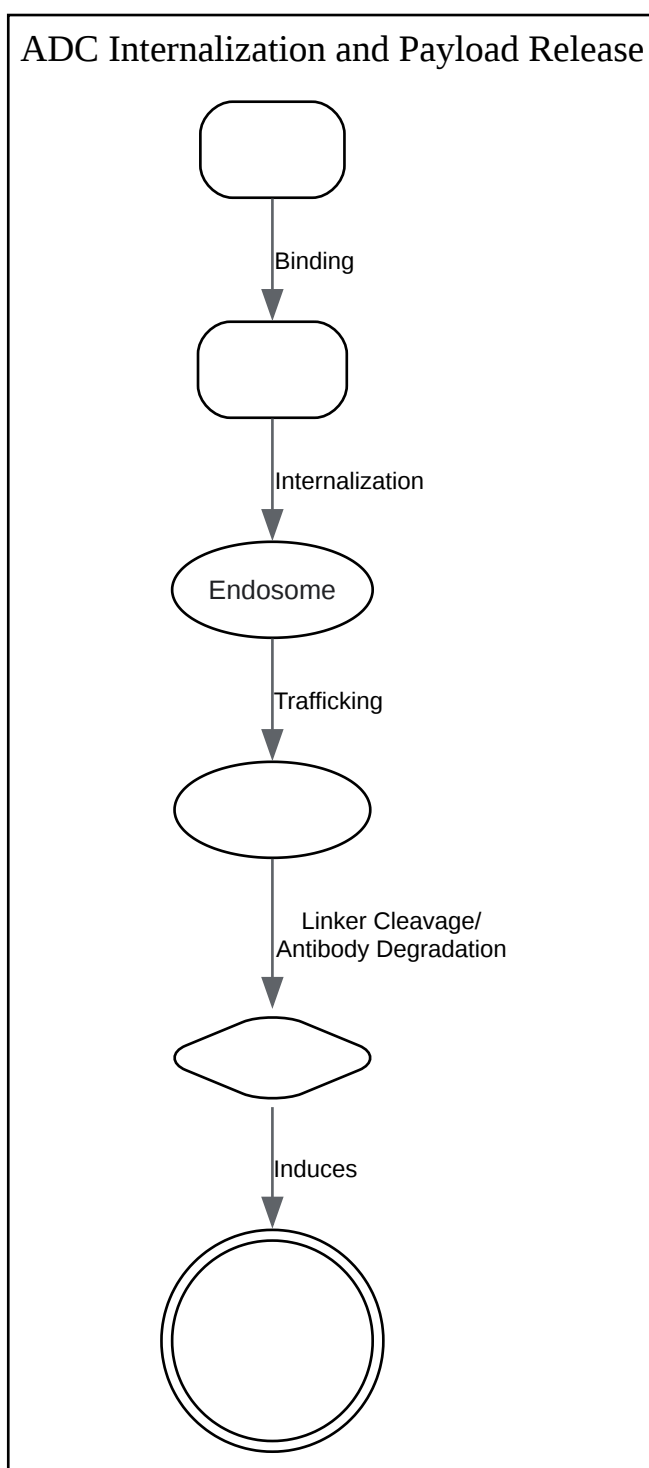 ADC Internalization and Payload Release
Binding
Internalization
Endosome
Trafficking
Linker Cleavage/
Antibody Degradation
Induces